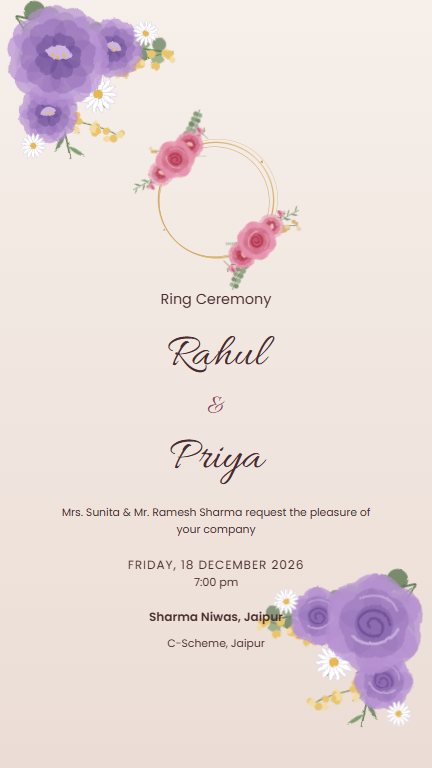 Ring Ceremony
Rahul
&
Priya
Mrs. Sunita & Mr. Ramesh Sharma request the pleasure of
your company
FRIDAY, 18 DECEMBER 2026
7:00 pm
Sharma Niwas, Jaipur
C-Scheme, Jaipur